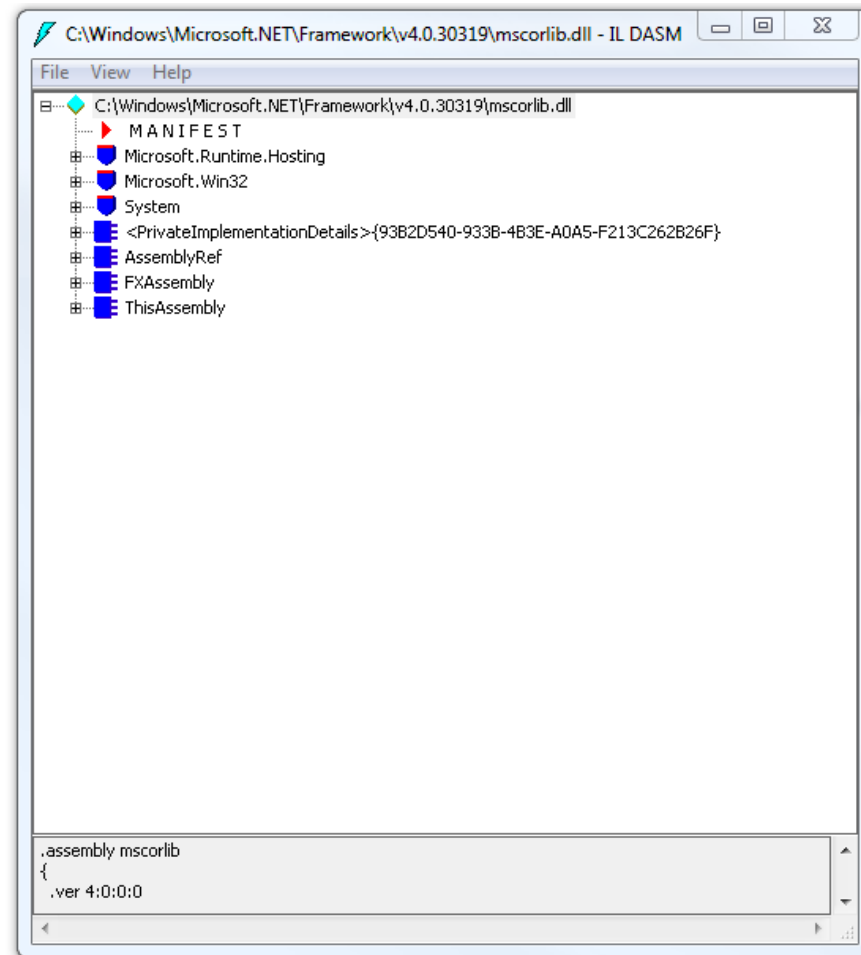 C:\Windows\Microsoft.NET\Framework\v4.0.30319\mscorlib.dll - IL DASM
File View Help
C:\Windows\Microsoft.NET\Framework\v4.0.30319\mscorlib.dll
M A N I F E S T
Microsoft.Runtime.Hosting
Microsoft.Win32
System
<PrivateImplementationDetails>{93B2D540-933B-4B3E-A0A5-F213C262B26F}
AssemblyRef
FXAssembly
ThisAssembly
.assembly mscorlib
{
.ver 4:0:0:0